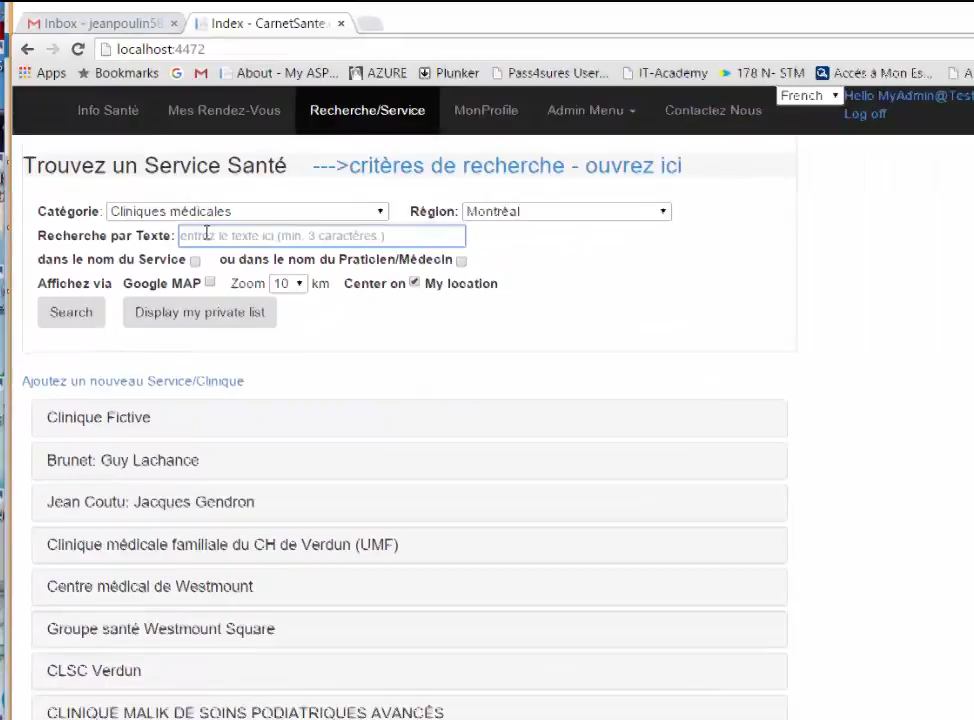 Inbox - jeanpoulin58 × Index - CarnetSante. ×
localhost:4472
Apps Bookmarks About - My ASP... AZURE Plunker Pass4sures User... IT-Academy 178 N- STM Accès à Mon Es...
Info Santé Mes Rendez-Vous Recherche/Service MonProfile Admin Menu Contactez Nous French Hello MyAdmin@Test
Log off
Trouvez un Service Santé --->critères de recherche - ouvrez ici
Catégorie: Cliniques médicales Région: Montréal
Recherche par Texte: entrez le texte ici (min. 3 caractères )
dans le nom du Service ou dans le nom du Praticien/Médecin
Affichez via Google MAP Zoom 10 km Center on My location
Search Display my private list
Ajoutez un nouveau Service/Clinique
Clinique Fictive
Brunet: Guy Lachance
Jean Coutu: Jacques Gendron
Clinique médicale familiale du CH de Verdun (UMF)
Centre médical de Westmount
Groupe santé Westmount Square
CLSC Verdun
CLINIQUE MALIK DE SOINS PODIATRIQUES AVANCÉS